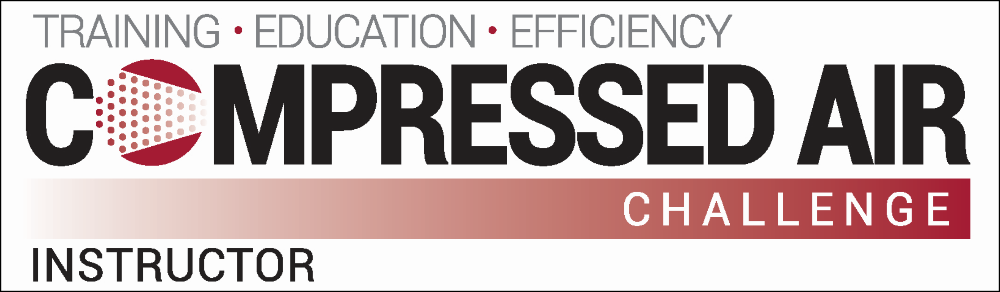 TRAINING • EDUCATION • EFFICIENCY
COMPRESSED AIR
CHALLENGE
INSTRUCTOR